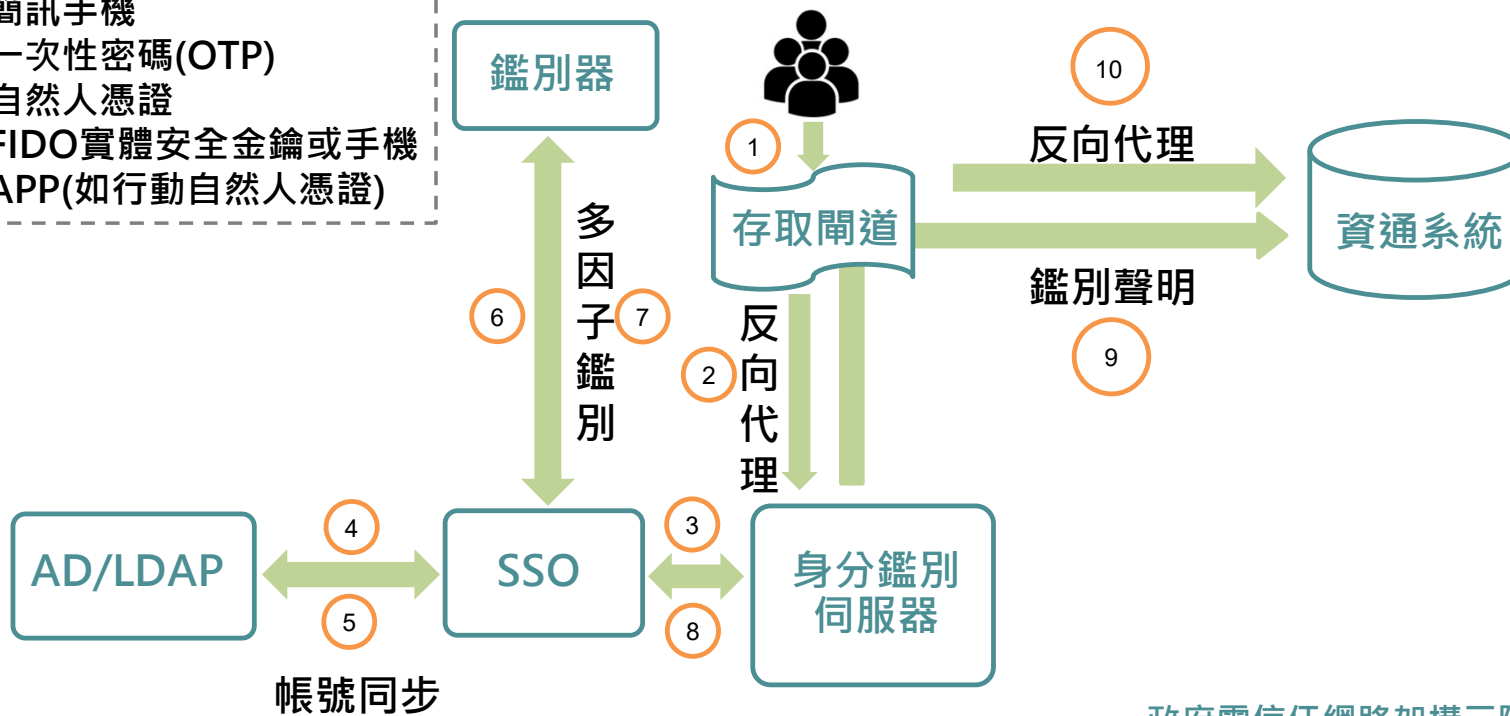 簡訊手機
一次性密碼(OTP)
自然人憑證
FIDO實體安全金鑰或手機
APP(如行動自然人憑證)
鑑別器
1
10
反向代理
存取閘道
資通系統
鑑別聲明
9
多因子鑑別
6
7
反向代理
2
AD/LDAP
4
5
帳號同步
SSO
3
8
身分鑑別
伺服器